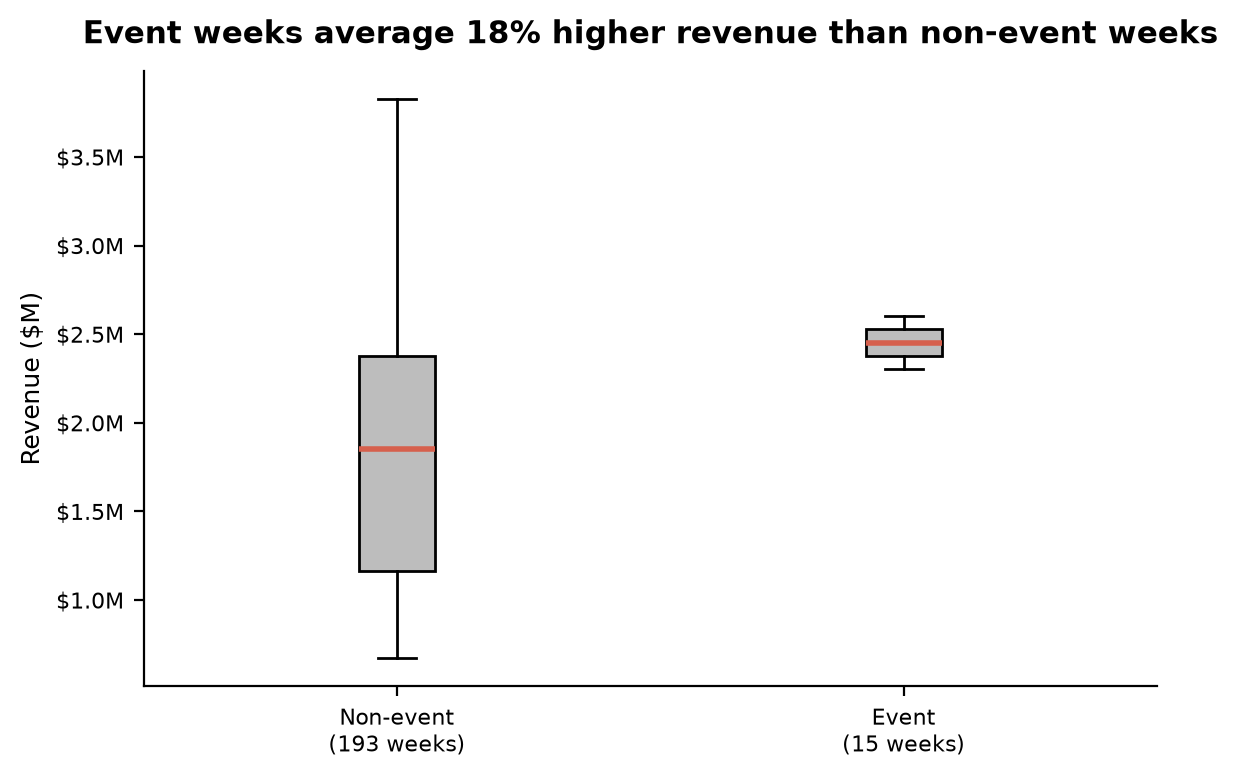 Event weeks average 18% higher revenue than non-event weeks
Revenue ($M)
$3.5M
$3.0M
$2.5M
$2.0M
$1.5M
$1.0M
Non-event
(193 weeks)
Event
(15 weeks)